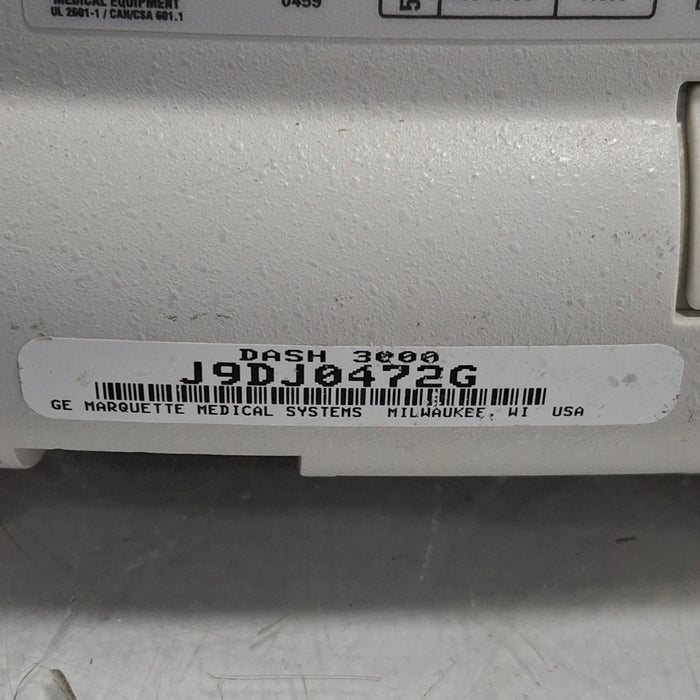 MEDICAL EQUIPMENT
UL 2601-1 / CAN/CSA 601.1
0459
5
DASH 3000
J9DJ0472G
GE MARQUETTE MEDICAL SYSTEMS MILWAUKEE, WI USA